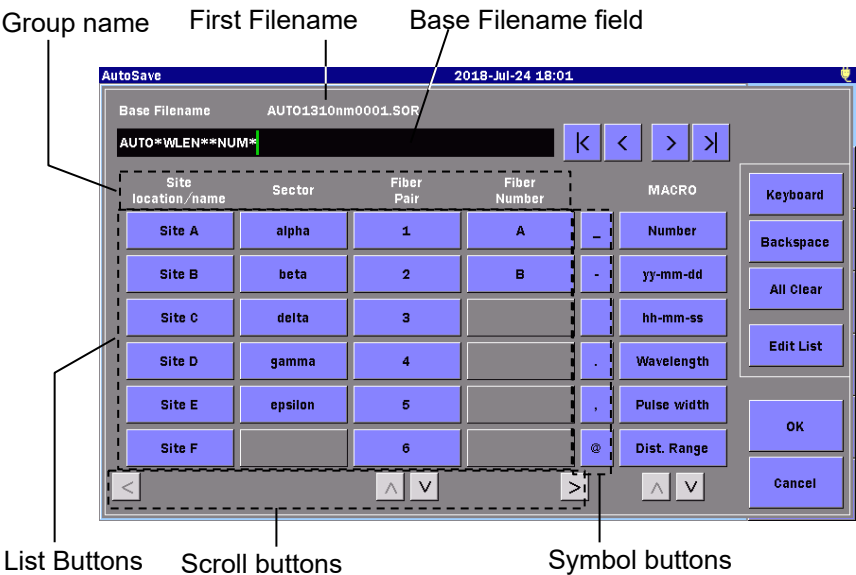 Group name First Filename Base Filename field
AutoSave 2018-Jul-24 18:01
Base Filename AUTO1310nm0001.SOR
AUTO*WLEN**NUM*
|< < > >|
Site location/name Sector Fiber Pair Fiber Number MACRO Keyboard
Site A alpha 1 A _ Number
Backspace
Site B beta 2 B - yy-mm-dd
All Clear
Site C delta 3 hh-mm-ss
Edit List
Site D gamma 4 . Wavelength
Site E epsilon 5 , Pulse width
OK
Site F 6 @ Dist. Range
< ∧ ∨ > ∧ ∨ Cancel
List Buttons Scroll buttons Symbol buttons